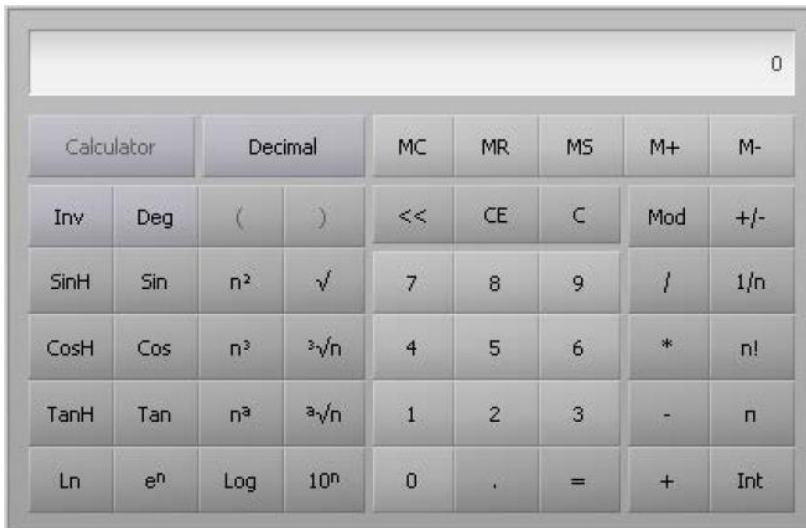 0
Calculator Decimal MC MR MS M+ M-
Inv Deg ( ) << CE C Mod +/-
SinH Sin n² √ 7 8 9 / 1/n
CosH Cos n³ ³√n 4 5 6 * n!
TanH Tan nª ª√n 1 2 3 - п
Ln eⁿ Log 10ⁿ 0 . = + Int